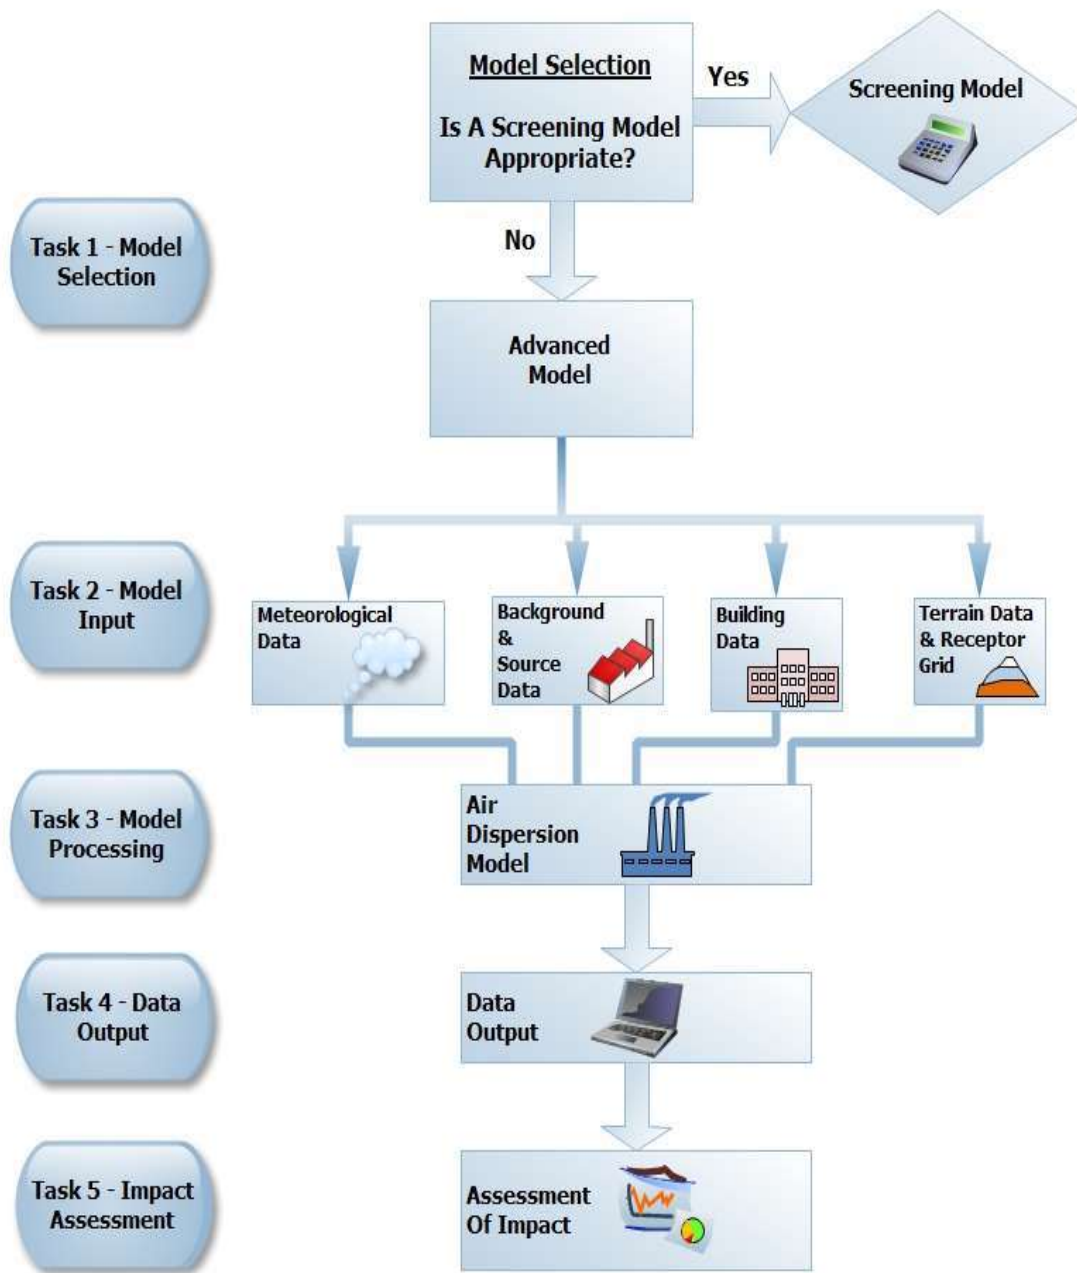 Model Selection
Is A Screening Model
Appropriate?
Yes
Screening Model
No
Task 1 - Model
Selection
Advanced
Model
Task 2 - Model
Input
Meteorological
Data
Background
&
Source
Data
Building
Data
Terrain Data
& Receptor
Grid
Task 3 - Model
Processing
Air
Dispersion
Model
Task 4 - Data
Output
Data
Output
Task 5 - Impact
Assessment
Assessment
Of Impact